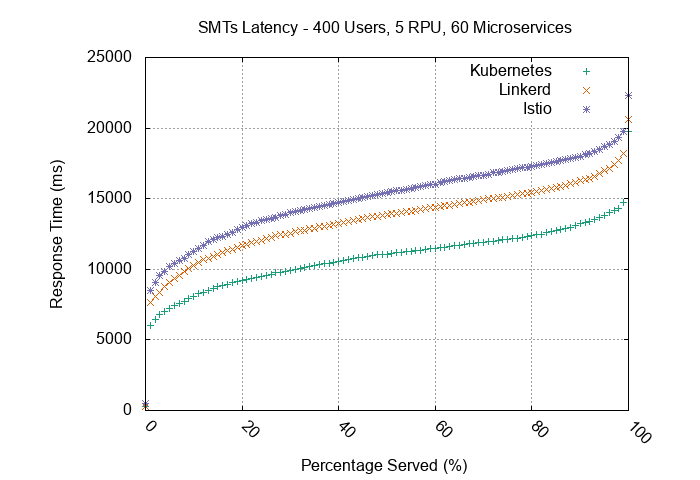 SMTs Latency - 400 Users, 5 RPU, 60 Microservices
25000
20000
15000
10000
5000
0
Response Time (ms)
Kubernetes
Linkerd
Istio
0
20
40
60
80
100
Percentage Served (%)